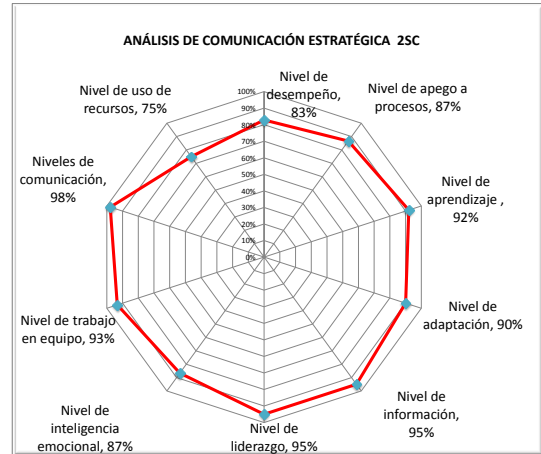 ANÁLISIS DE COMUNICACIÓN ESTRATÉGICA 2SC
Nivel de
desempeño,
83%
Nivel de apego a
procesos, 87%
Nivel de
aprendizaje ,
92%
Nivel de
adaptación, 90%
Nivel de
información,
95%
Nivel de
liderazgo, 95%
Nivel de
inteligencia
emocional, 87%
Nivel de trabajo
en equipo, 93%
Niveles de
comunicación,
98%
Nivel de uso de
recursos, 75%
100%
90%
80%
70%
60%
50%
40%
30%
20%
10%
0%